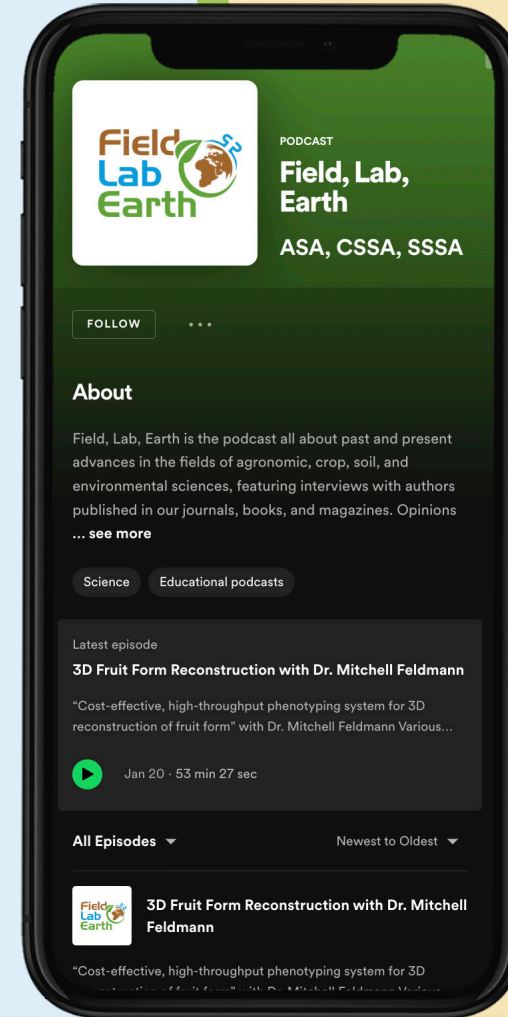 Field
Lab
Earth
PODCAST
Field, Lab,
Earth
ASA, CSSA, SSSA
FOLLOW
About
Field, Lab, Earth is the podcast all about past and present
advances in the fields of agronomic, crop, soil, and
environmental sciences, featuring interviews with authors
published in our journals, books, and magazines. Opinions
... see more
Science
Educational podcasts
Latest episode
3D Fruit Form Reconstruction with Dr. Mitchell Feldmann
“Cost-effective, high-throughput phenotyping system for 3D
reconstruction of fruit form” with Dr. Mitchell Feldmann Various...
Jan 20 · 53 min 27 sec
All Episodes
Newest to Oldest
Field
Lab
Earth
3D Fruit Form Reconstruction with Dr. Mitchell
Feldmann
“Cost-effective, high-throughput phenotyping system for 3D